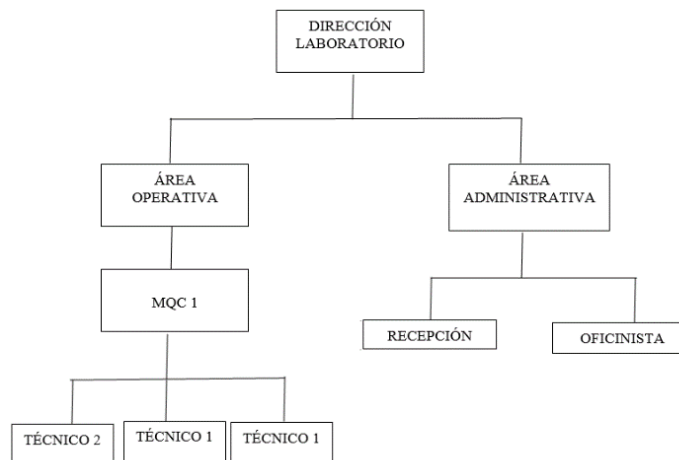 DIRECCIÓN
LABORATORIO
ÁREA
OPERATIVA
ÁREA
ADMINISTRATIVA
MQC 1
RECEPCIÓN
OFICINISTA
TÉCNICO 2
TÉCNICO 1
TÉCNICO 1